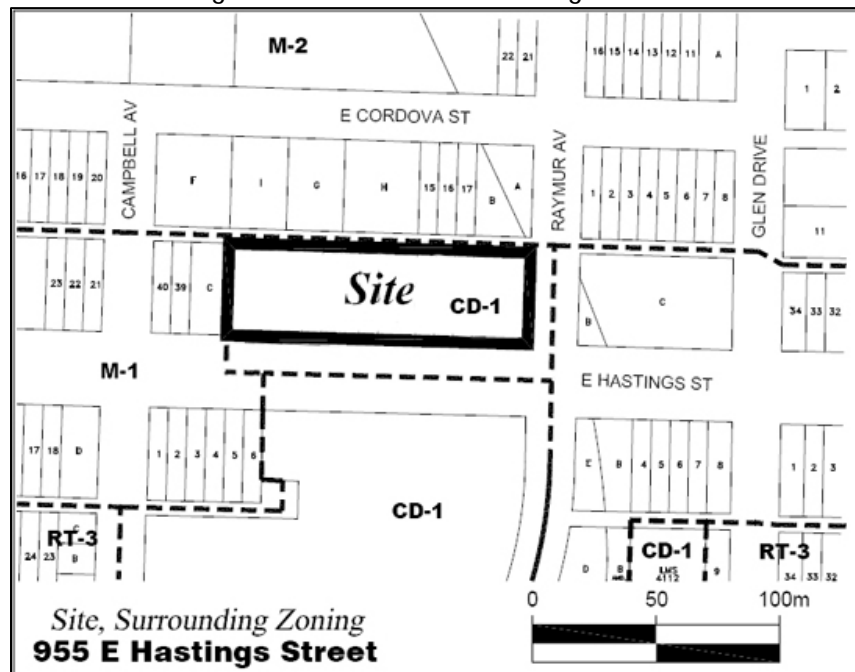 M-2
22 21
16 15 14 13 12 11 A
1 2
E CORDOVA ST
CAMPBELL AV
RAYMUR AV
GLEN DRIVE
16 17 18 19 20
F I G H 15 16 17 B A
1 2 3 4 5 6 7 8
11
23 22 21
40 39 C
Site
CD-1
B C
34 33 32
M-1
E HASTINGS ST
17 18 D
1 2 3 4 5 6
E B 4 5 6 7 8
1 2 3
CD-1
RT-3
24 23 C
B
D B
CD-1
LMS
4112
9
RT-3
34 33 32
Site, Surrounding Zoning
955 E Hastings Street
0 50 100m